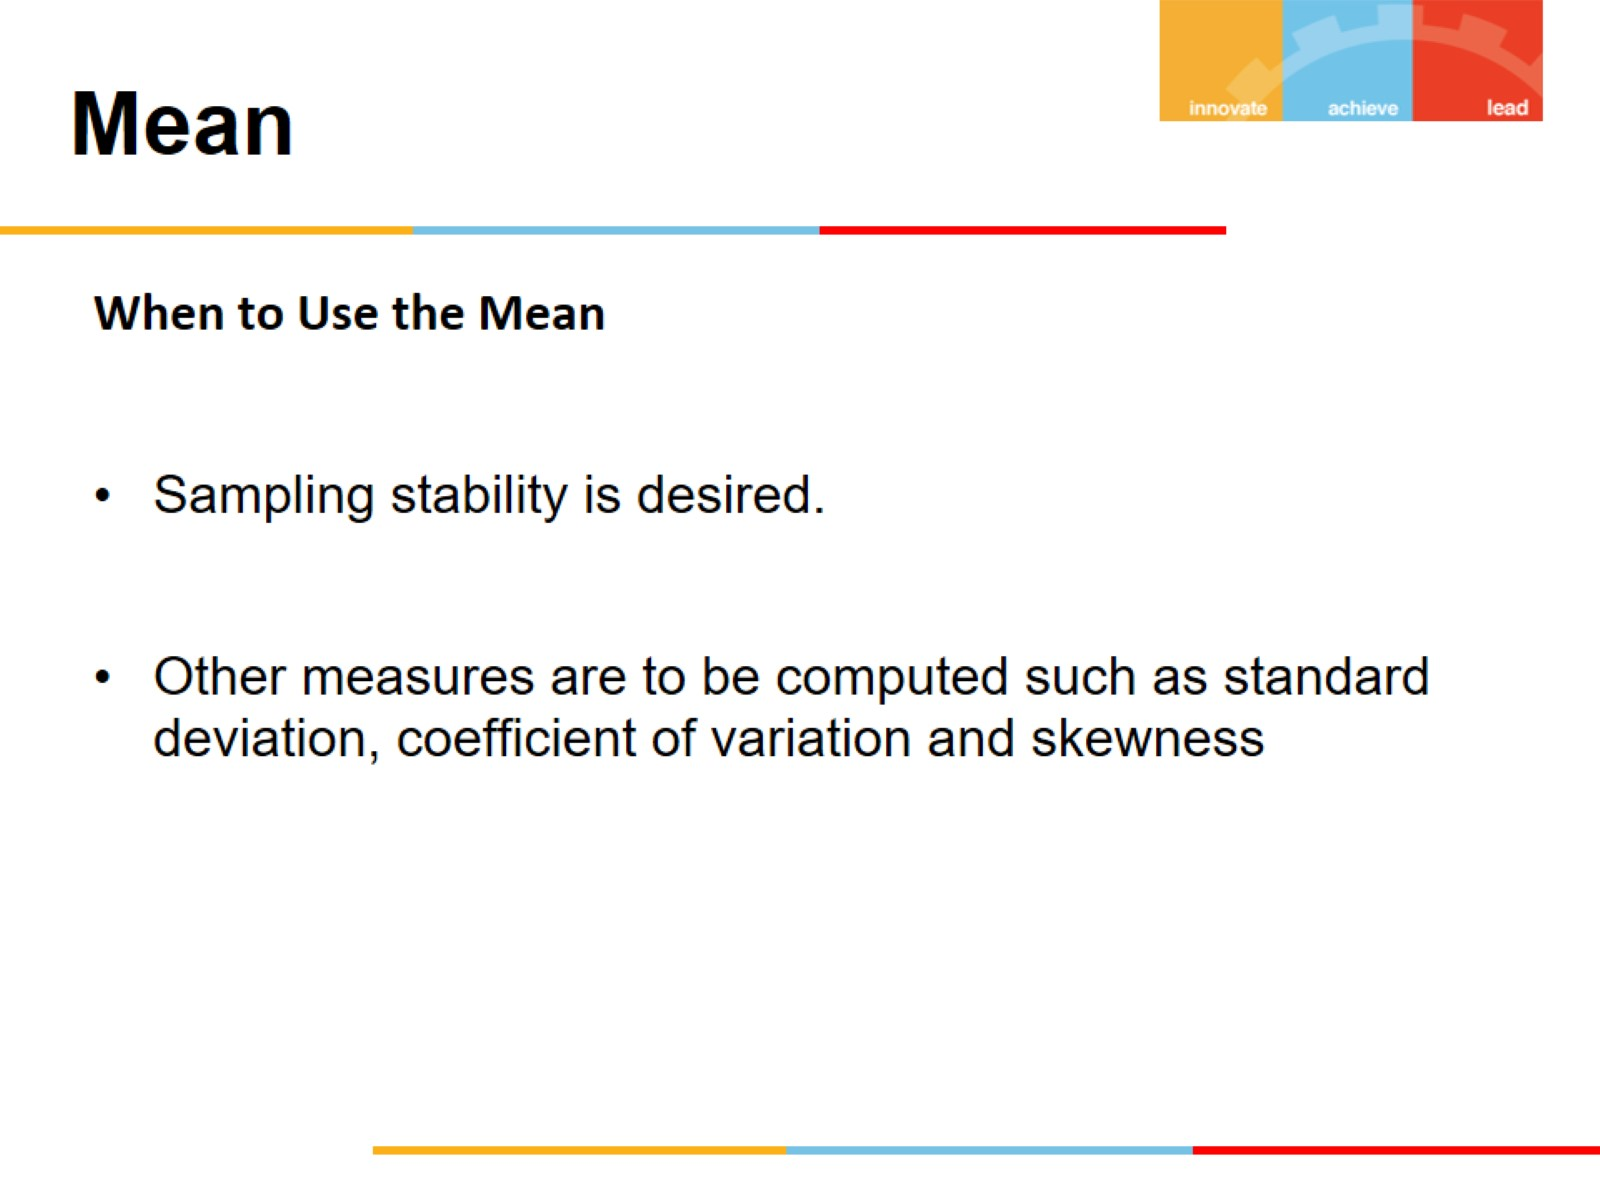 innovate achieve lead
Mean
When to Use the Mean
• Sampling stability is desired.
• Other measures are to be computed such as standard
deviation, coefficient of variation and skewness